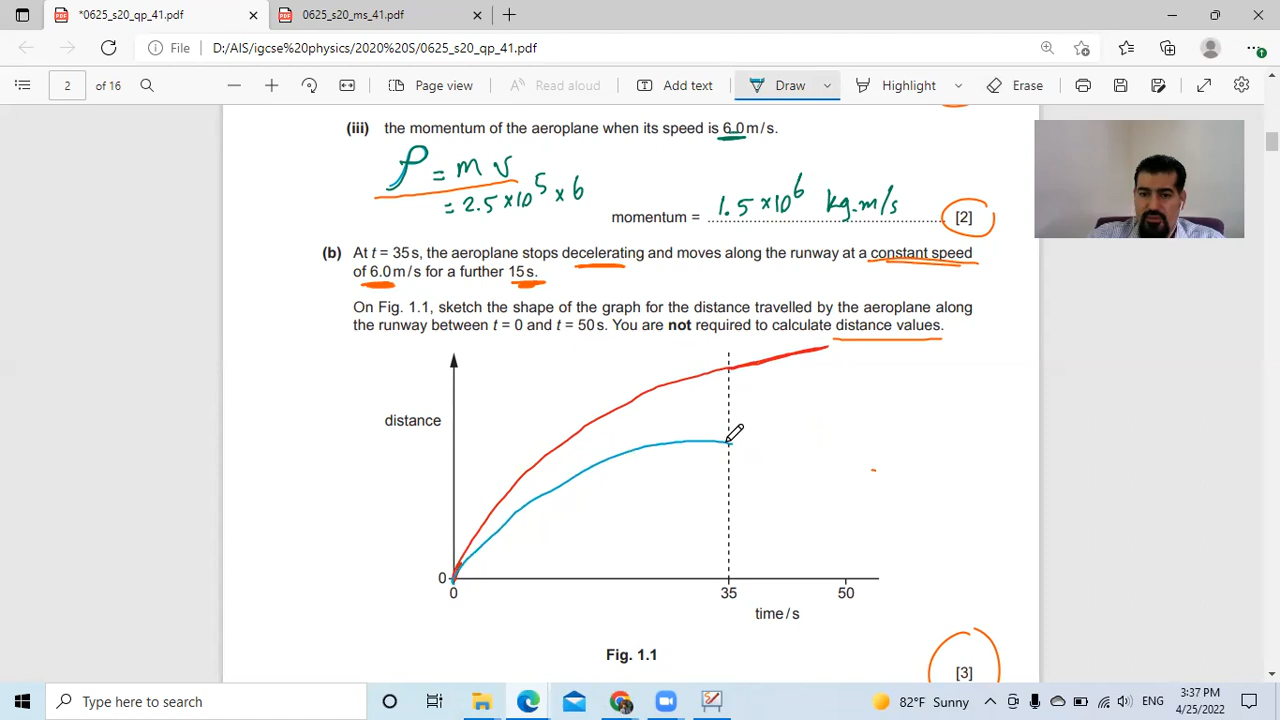 *0625_s20_qp_41.pdf
0625_s20_ms_41.pdf
File
D:/AIS/igcse%20physics/2020%20S/0625_s20_qp_41.pdf
2 of 16
Page view
Read aloud
Add text
Draw
Highlight
Erase
(iii) the momentum of the aeroplane when its speed is 6.0 m/s.
P = m v
= 2.5 × 10^5 × 6
momentum = 1.5 × 10^6 kg.m/s [2]
(b) At t = 35 s, the aeroplane stops decelerating and moves along the runway at a constant speed
of 6.0 m/s for a further 15 s.
On Fig. 1.1, sketch the shape of the graph for the distance travelled by the aeroplane along
the runway between t = 0 and t = 50 s. You are not required to calculate distance values.
distance
0
0 35 50
time / s
Fig. 1.1
[3]
Type here to search
82°F Sunny
ENG
3:37 PM
4/25/2022